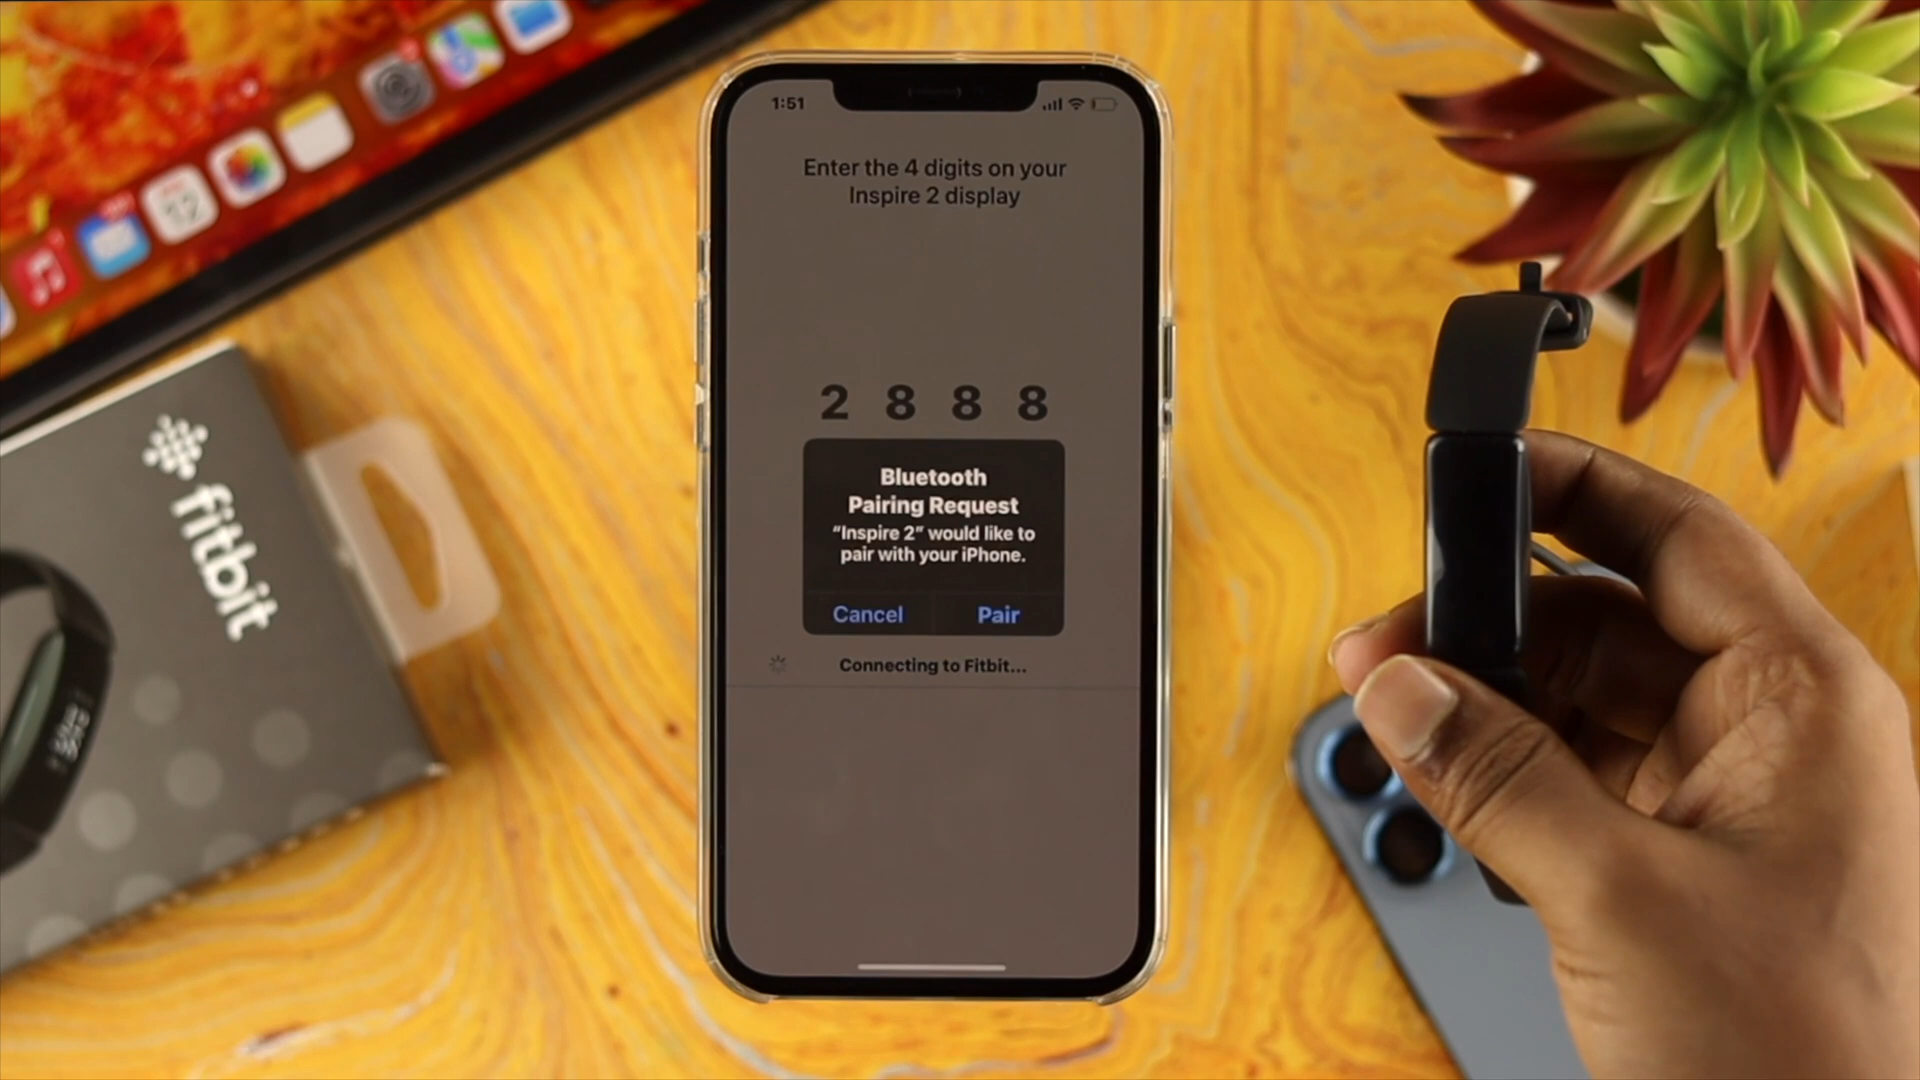 1:51
Enter the 4 digits on your
Inspire 2 display
2 8 8 8
Bluetooth
Pairing Request
“Inspire 2” would like to
pair with your iPhone.
Cancel Pair
Connecting to Fitbit...
fitbit